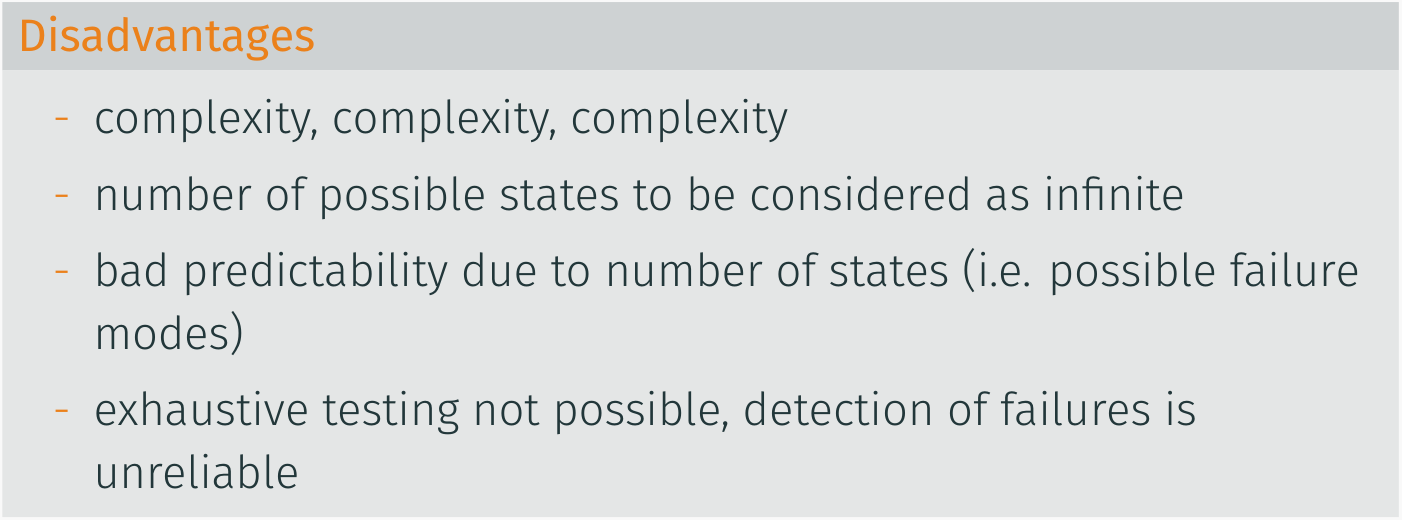 Disadvantages
- complexity, complexity, complexity
- number of possible states to be considered as infinite
- bad predictability due to number of states (i.e. possible failure
modes)
- exhaustive testing not possible, detection of failures is
unreliable